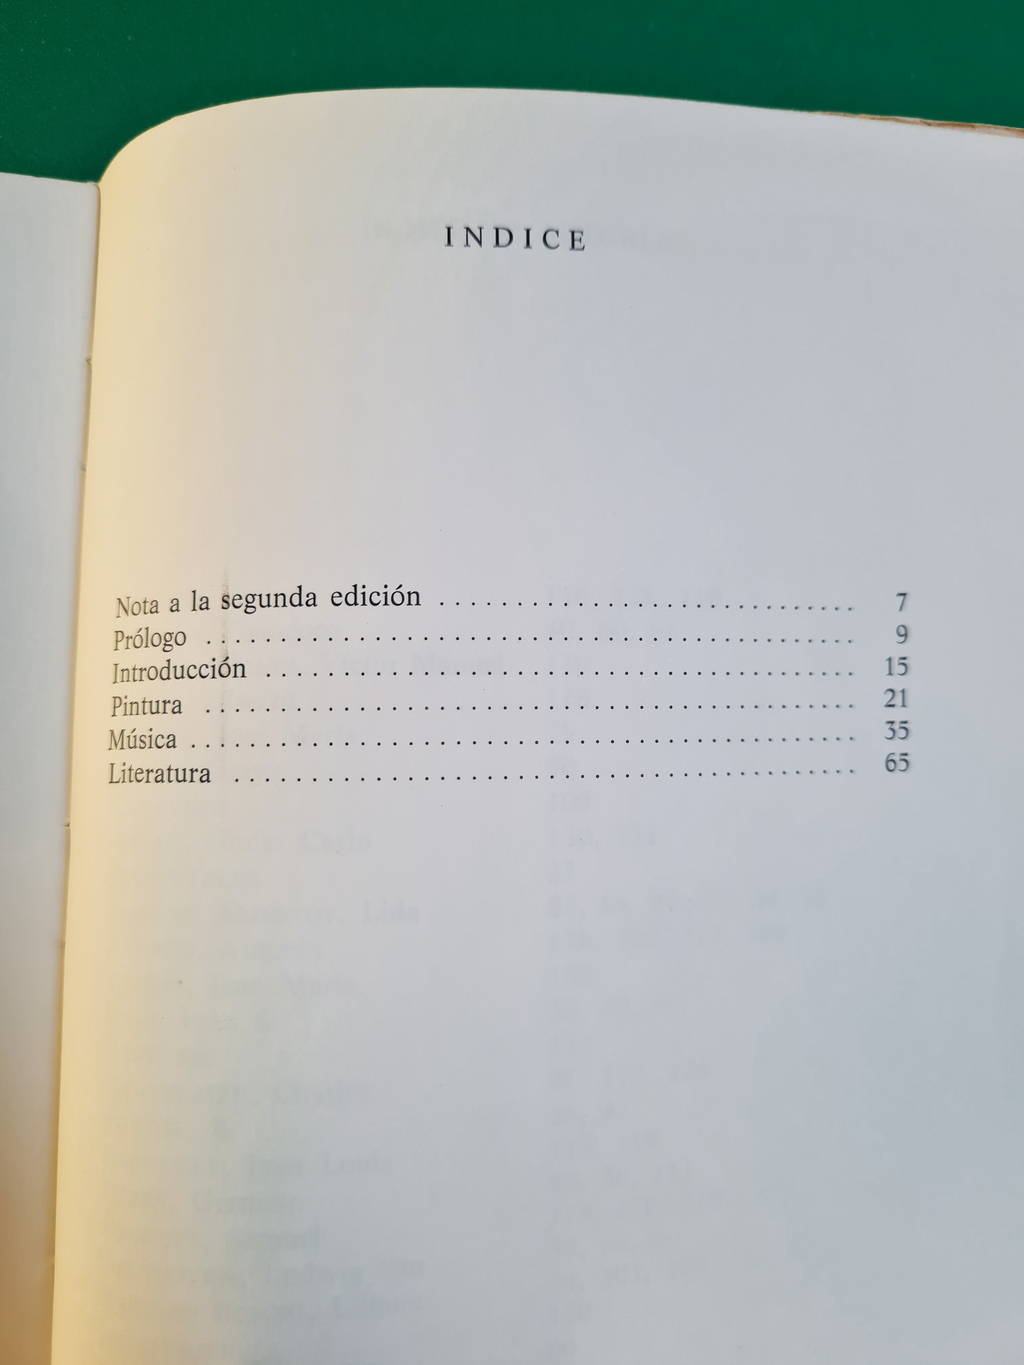 INDICE
Nota a la segunda edición ........................... 7
Prólogo .......................................... 9
Introducción ...................................... 15
Pintura .......................................... 21
Música ........................................... 35
Literatura ........................................ 65